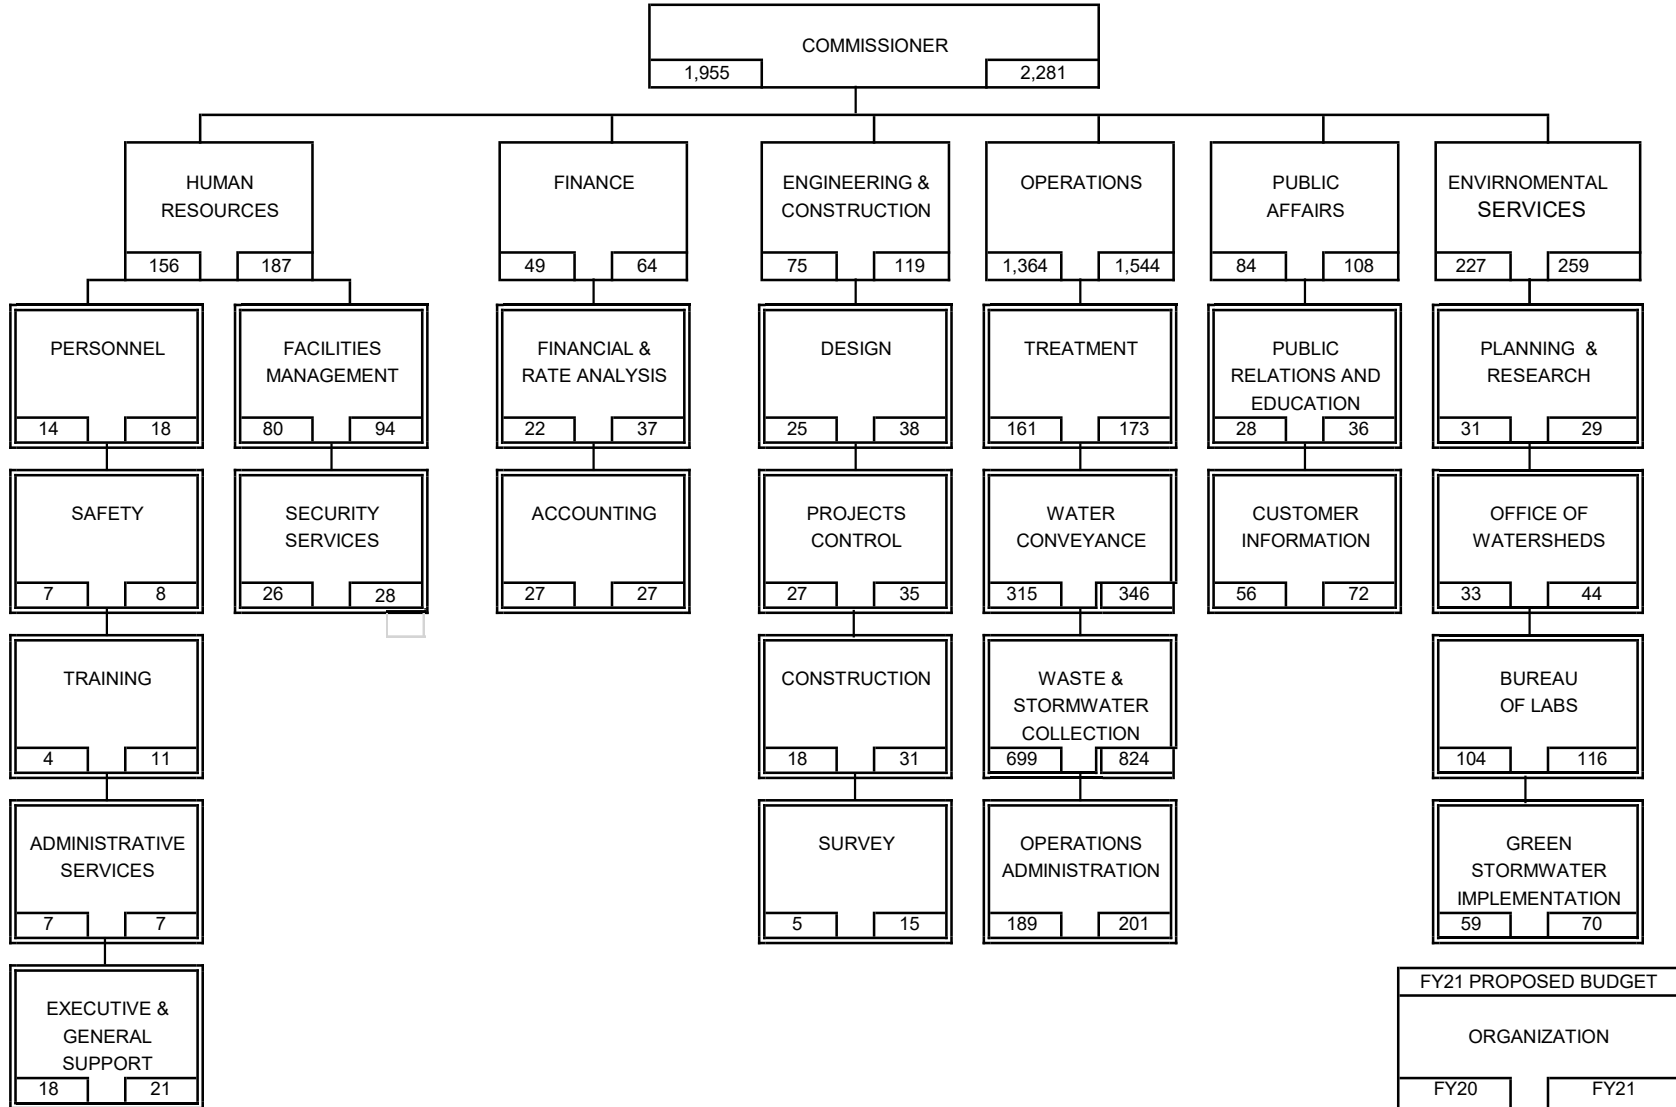 COMMISSIONER
1,955 2,281
HUMAN
RESOURCES
156 187
FINANCE
49 64
ENGINEERING &
CONSTRUCTION
75 119
OPERATIONS
1,364 1,544
PUBLIC
AFFAIRS
84 108
ENVIRNOMENTAL
SERVICES
227 259
PERSONNEL
14 18
FACILITIES
MANAGEMENT
80 94
FINANCIAL &
RATE ANALYSIS
22 37
DESIGN
25 38
TREATMENT
161 173
PUBLIC
RELATIONS AND
EDUCATION
28 36
PLANNING &
RESEARCH
31 29
SAFETY
7 8
SECURITY
SERVICES
26 28
ACCOUNTING
27 27
PROJECTS
CONTROL
27 35
WATER
CONVEYANCE
315 346
CUSTOMER
INFORMATION
56 72
OFFICE OF
WATERSHEDS
33 44
TRAINING
4 11
CONSTRUCTION
18 31
WASTE &
STORMWATER
COLLECTION
699 824
BUREAU
OF LABS
104 116
ADMINISTRATIVE
SERVICES
7 7
SURVEY
5 15
OPERATIONS
ADMINISTRATION
189 201
GREEN
STORMWATER
IMPLEMENTATION
59 70
EXECUTIVE &
GENERAL
SUPPORT
18 21
FY21 PROPOSED BUDGET
ORGANIZATION
FY20 FY21